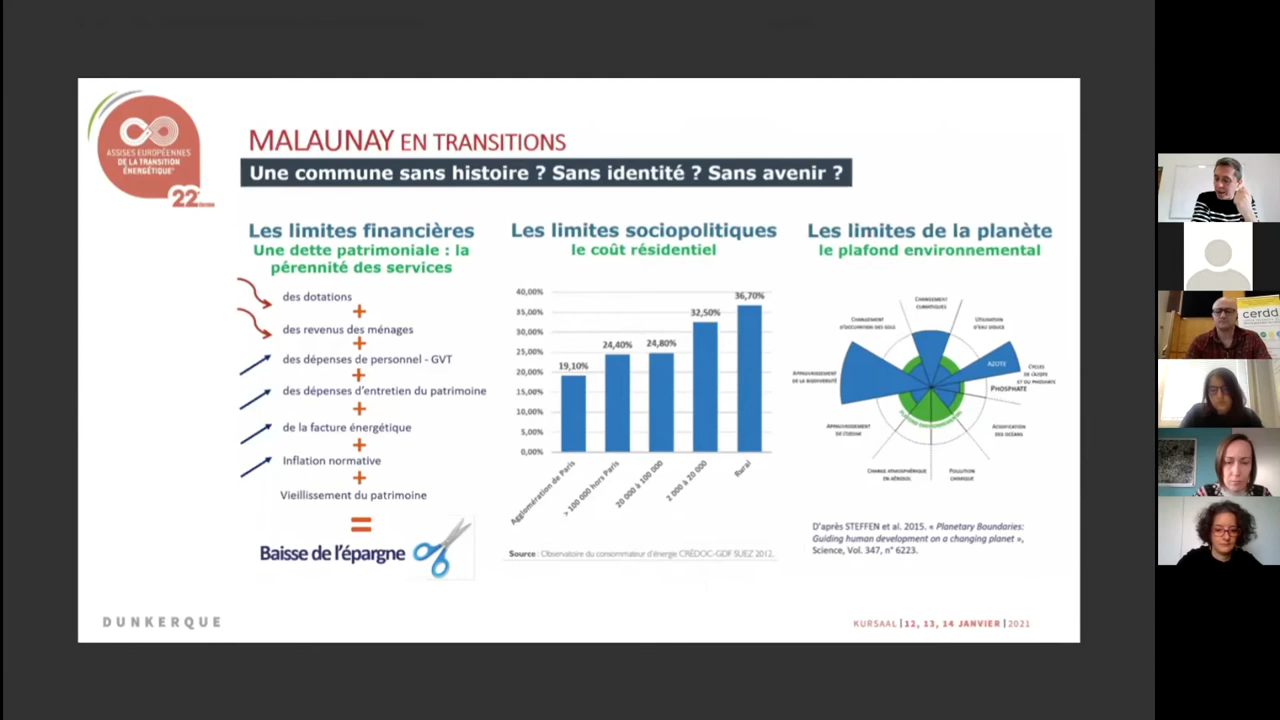 ASSISES EUROPÉENNES
DE LA TRANSITION
ÉNERGÉTIQUE
22e
MALAUNAY EN TRANSITIONS
Une commune sans histoire ? Sans identité ? Sans avenir ?
Les limites financières
Une dette patrimoniale : la
pérennité des services
des dotations
+
des revenus des ménages
+
des dépenses de personnel - GVT
+
des dépenses d'entretien du patrimoine
+
de la facture énergétique
+
Inflation normative
+
Vieillissement du patrimoine
=
Baisse de l'épargne
Les limites sociopolitiques
le coût résidentiel
40,00%
35,00%
30,00%
25,00%
20,00%
15,00%
10,00%
5,00%
0,00%
19,10%
24,40%
24,80%
32,50%
36,70%
Agglomération de Paris
> 100 000 hors Paris
20 000 à 100 000
2 000 à 20 000
Rural
Source : Observatoire du consommateur d'énergie CRÉDOC-GDF SUEZ 2012.
Les limites de la planète
le plafond environnemental
CHANGEMENT
CLIMATIQUES
CHANGEMENT
D'OCCUPATION DES SOLS
UTILISATION
D'EAU DOUCE
APPAUVRISSEMENT
DE LA BIODIVERSITÉ
AZOTE
CYCLES
DE L'AZOTE
ET DU PHOSPHATE
PHOSPHATE
PLAFOND ENVIRONNEMENTAL
APPAUVRISSEMENT
DE L'OZONE
ACIDIFICATION
DES OCÉANS
CHARGE ATMOSPHÉRIQUE
EN AÉROSOL
POLLUTION
CHIMIQUE
D'après STEFFEN et al. 2015. « Planetary Boundaries:
Guiding human development on a changing planet »,
Science, Vol. 347, n° 6223.
DUNKERQUE
KURSAAL | 12, 13, 14 JANVIER | 2021
cerdd